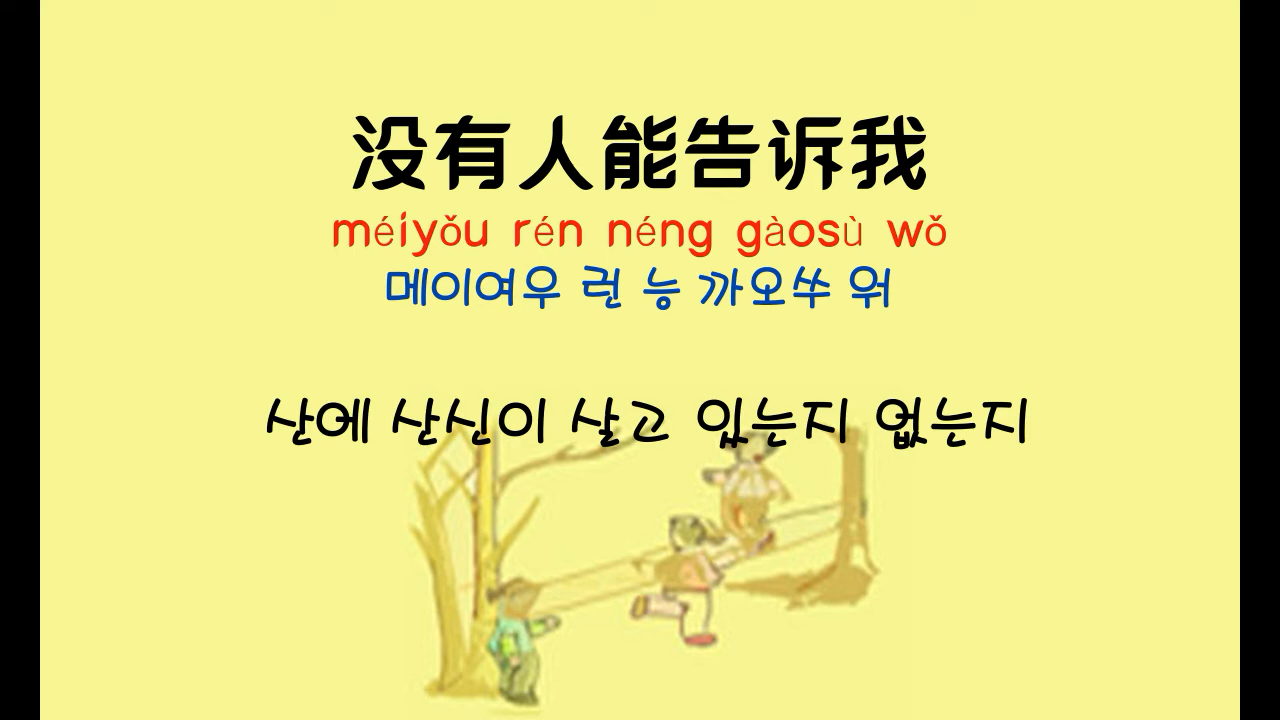 没有人能告诉我
méíyǒu rén néng gàosù wǒ
메이여우 런 능 까오쑤 워
산에 산신이 살고 있는지 없는지